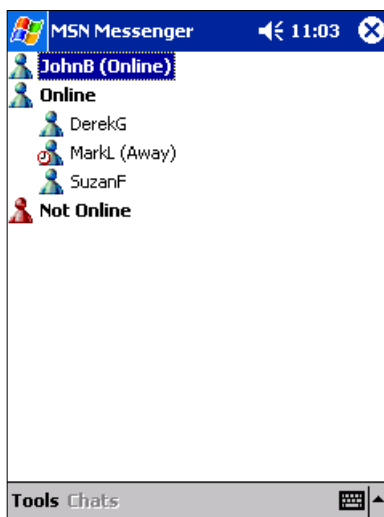 MSN Messenger 11:03
JohnB (Online)
Online
DerekG
MarkL (Away)
SuzanF
Not Online
Tools Chats